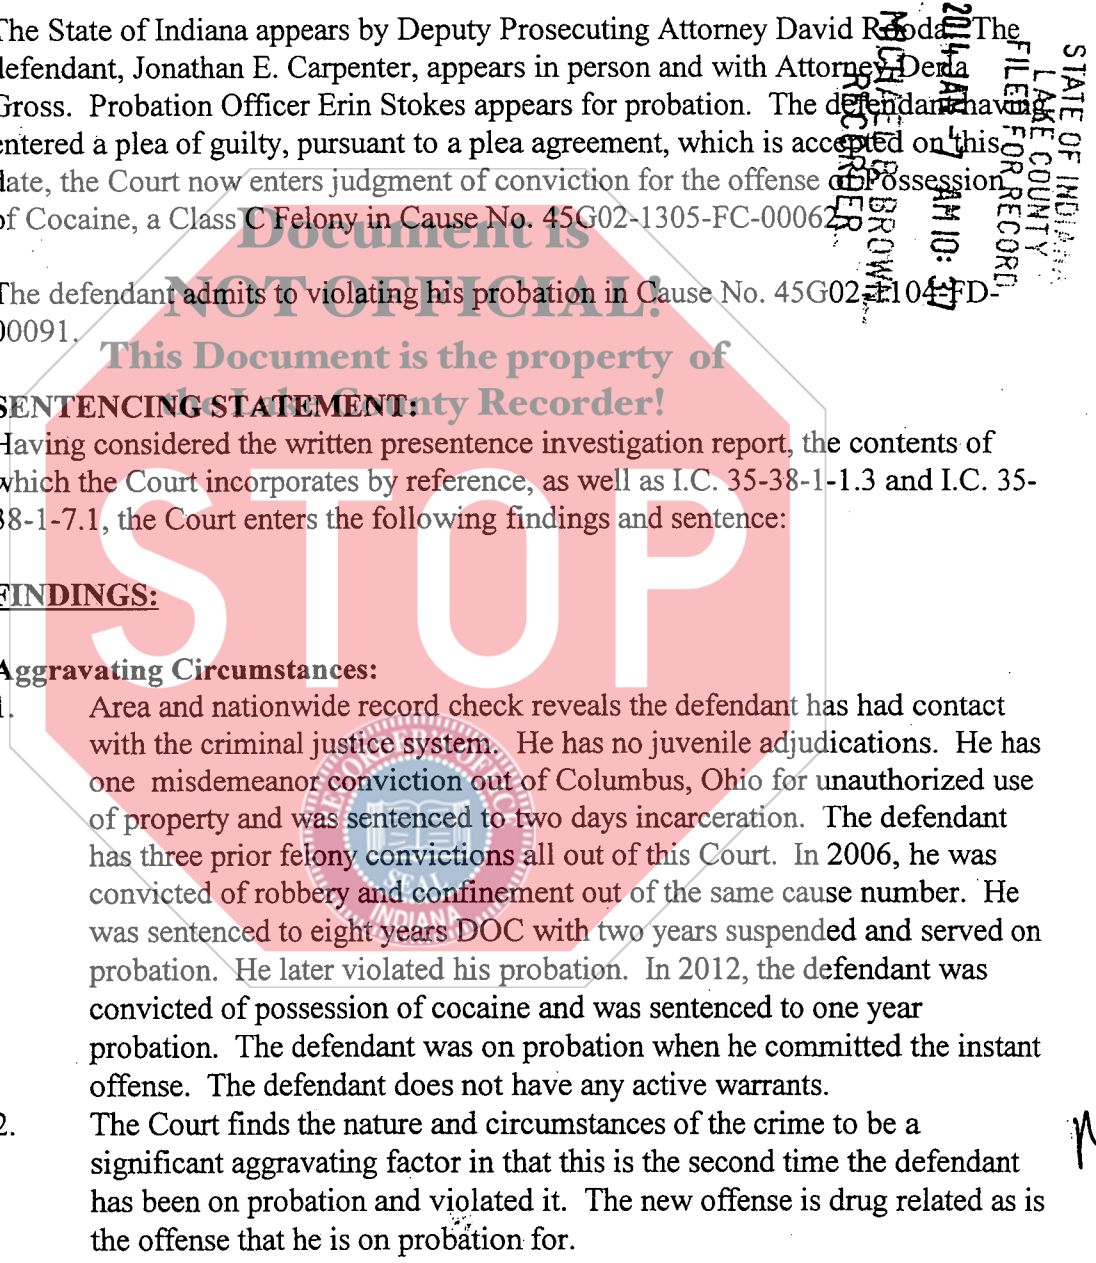 The State of Indiana appears by Deputy Prosecuting Attorney David The
defendant, Jonathan E. Carpenter, appears in person and with Attorney Derla
Gross. Probation Officer Erin Stokes appears for probation. The defendant having
entered a plea of guilty, pursuant to a plea agreement, which is accepted on this
date, the Court now enters judgment of conviction for the offense of Possession
of Cocaine, a Class C Felony in Cause No. 45G02-1305-FC-00062.
The defendant admits to violating his probation in Cause No. 45G02-1104-FD-
00091.
SENTENCING STATEMENT:
Having considered the written presentence investigation report, the contents of
which the Court incorporates by reference, as well as I.C. 35-38-1-1.3 and I.C. 35-
38-1-7.1, the Court enters the following findings and sentence:
FINDINGS:
Aggravating Circumstances:
1. Area and nationwide record check reveals the defendant has had contact
with the criminal justice system. He has no juvenile adjudications. He has
one misdemeanor conviction out of Columbus, Ohio for unauthorized use
of property and was sentenced to two days incarceration. The defendant
has three prior felony convictions all out of this Court. In 2006, he was
convicted of robbery and confinement out of the same cause number. He
was sentenced to eight years DOC with two years suspended and served on
probation. He later violated his probation. In 2012, the defendant was
convicted of possession of cocaine and was sentenced to one year
probation. The defendant was on probation when he committed the instant
offense. The defendant does not have any active warrants.
2. The Court finds the nature and circumstances of the crime to be a
significant aggravating factor in that this is the second time the defendant
has been on probation and violated it. The new offense is drug related as is
the offense that he is on probation for.
STATE OF INDIANA
LAKE COUNTY
FILED FOR RECORD
2014 JAN -7 AM 10: 37
MICHAEL B. BROWN
RECORDER
Document is
NOT OFFICIAL!
This Document is the property of
the Lake County Recorder!
STOP
SEAL
INDIANA